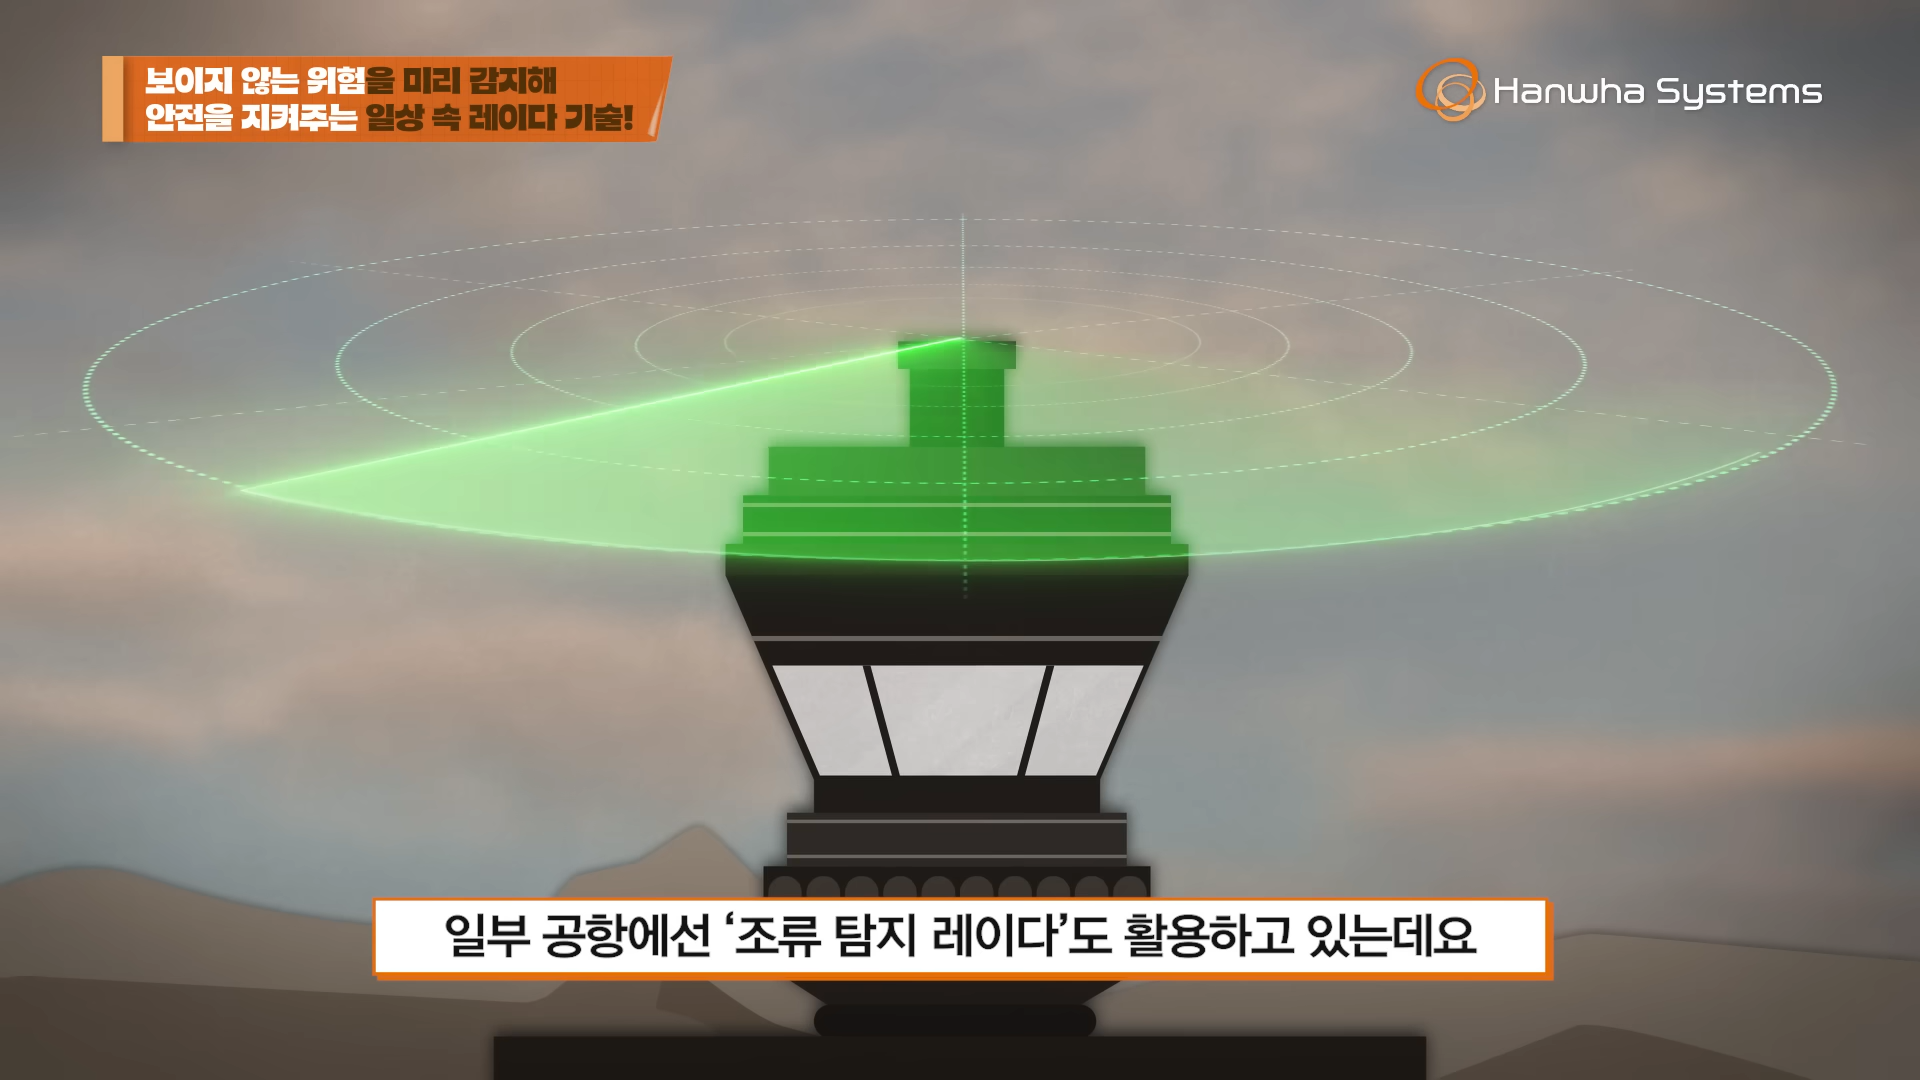 보이지 않는 위험을 미리 감지해
안전을 지켜주는 일상 속 레이다 기술!
Hanwha Systems
일부 공항에선 ‘조류 탐지 레이다’도 활용하고 있는데요